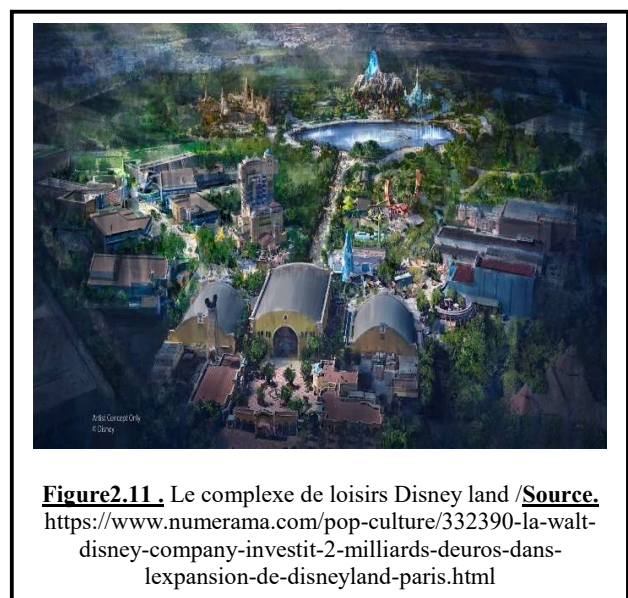 Artist Concept Only
© Disney
Figure2.11 . Le complexe de loisirs Disney land /Source.
https://www.numerama.com/pop-culture/332390-la-walt-
disney-company-investit-2-milliards-deuros-dans-
lexpansion-de-disneyland-paris.html